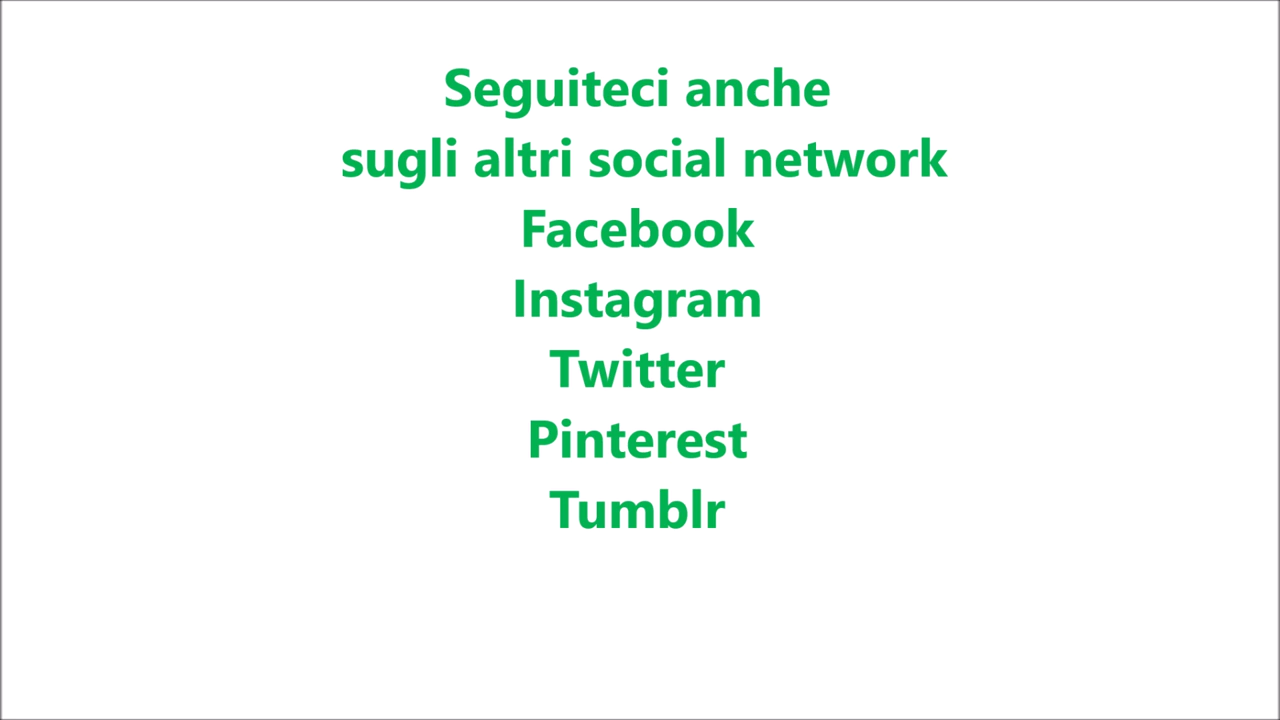 Seguiteci anche
sugli altri social network
Facebook
Instagram
Twitter
Pinterest
Tumblr